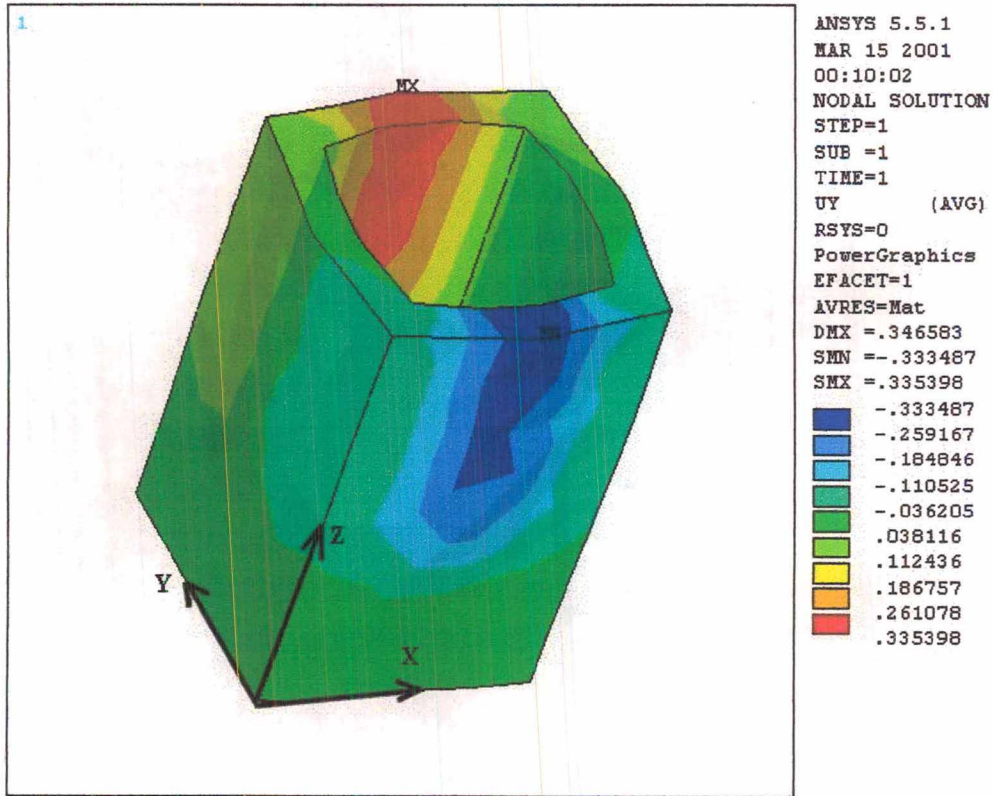 1
MX
Z
Y
X
ANSYS 5.5.1
MAR 15 2001
00:10:02
NODAL SOLUTION
STEP=1
SUB =1
TIME=1
UY (AVG)
RSYS=0
PowerGraphics
EFACET=1
AVRES=Mat
DMX =.346583
SMN =-.333487
SMX =.335398
-.333487
-.259167
-.184846
-.110525
-.036205
.038116
.112436
.186757
.261078
.335398